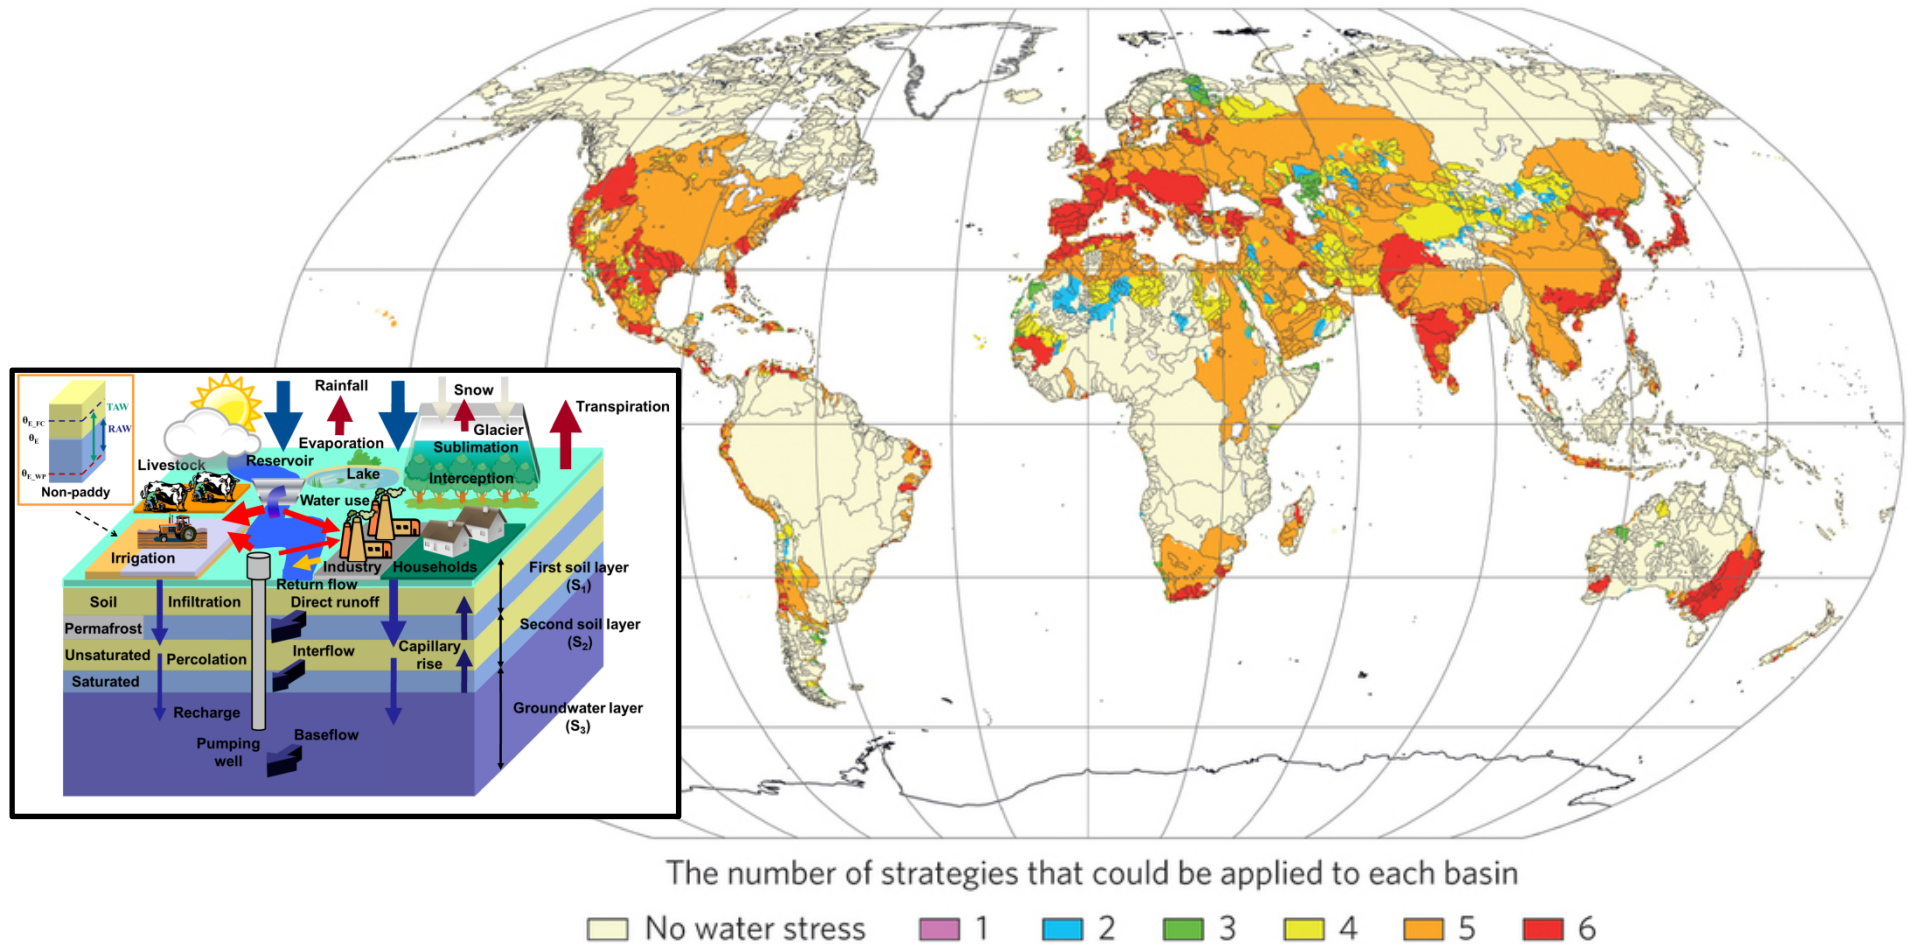 Rainfall
Snow
Transpiration
TAW
RAW
θE_FC
θE
θE_WP
Non-paddy
Evaporation
Glacier
Sublimation
Interception
Livestock
Reservoir
Lake
Water use
Irrigation
Industry
Households
Return flow
Soil
Infiltration
Direct runoff
First soil layer
(S1)
Permafrost
Second soil layer
(S2)
Unsaturated
Percolation
Interflow
Capillary
rise
Saturated
Recharge
Groundwater layer
(S3)
Pumping
well
Baseflow
The number of strategies that could be applied to each basin
No water stress 1 2 3 4 5 6